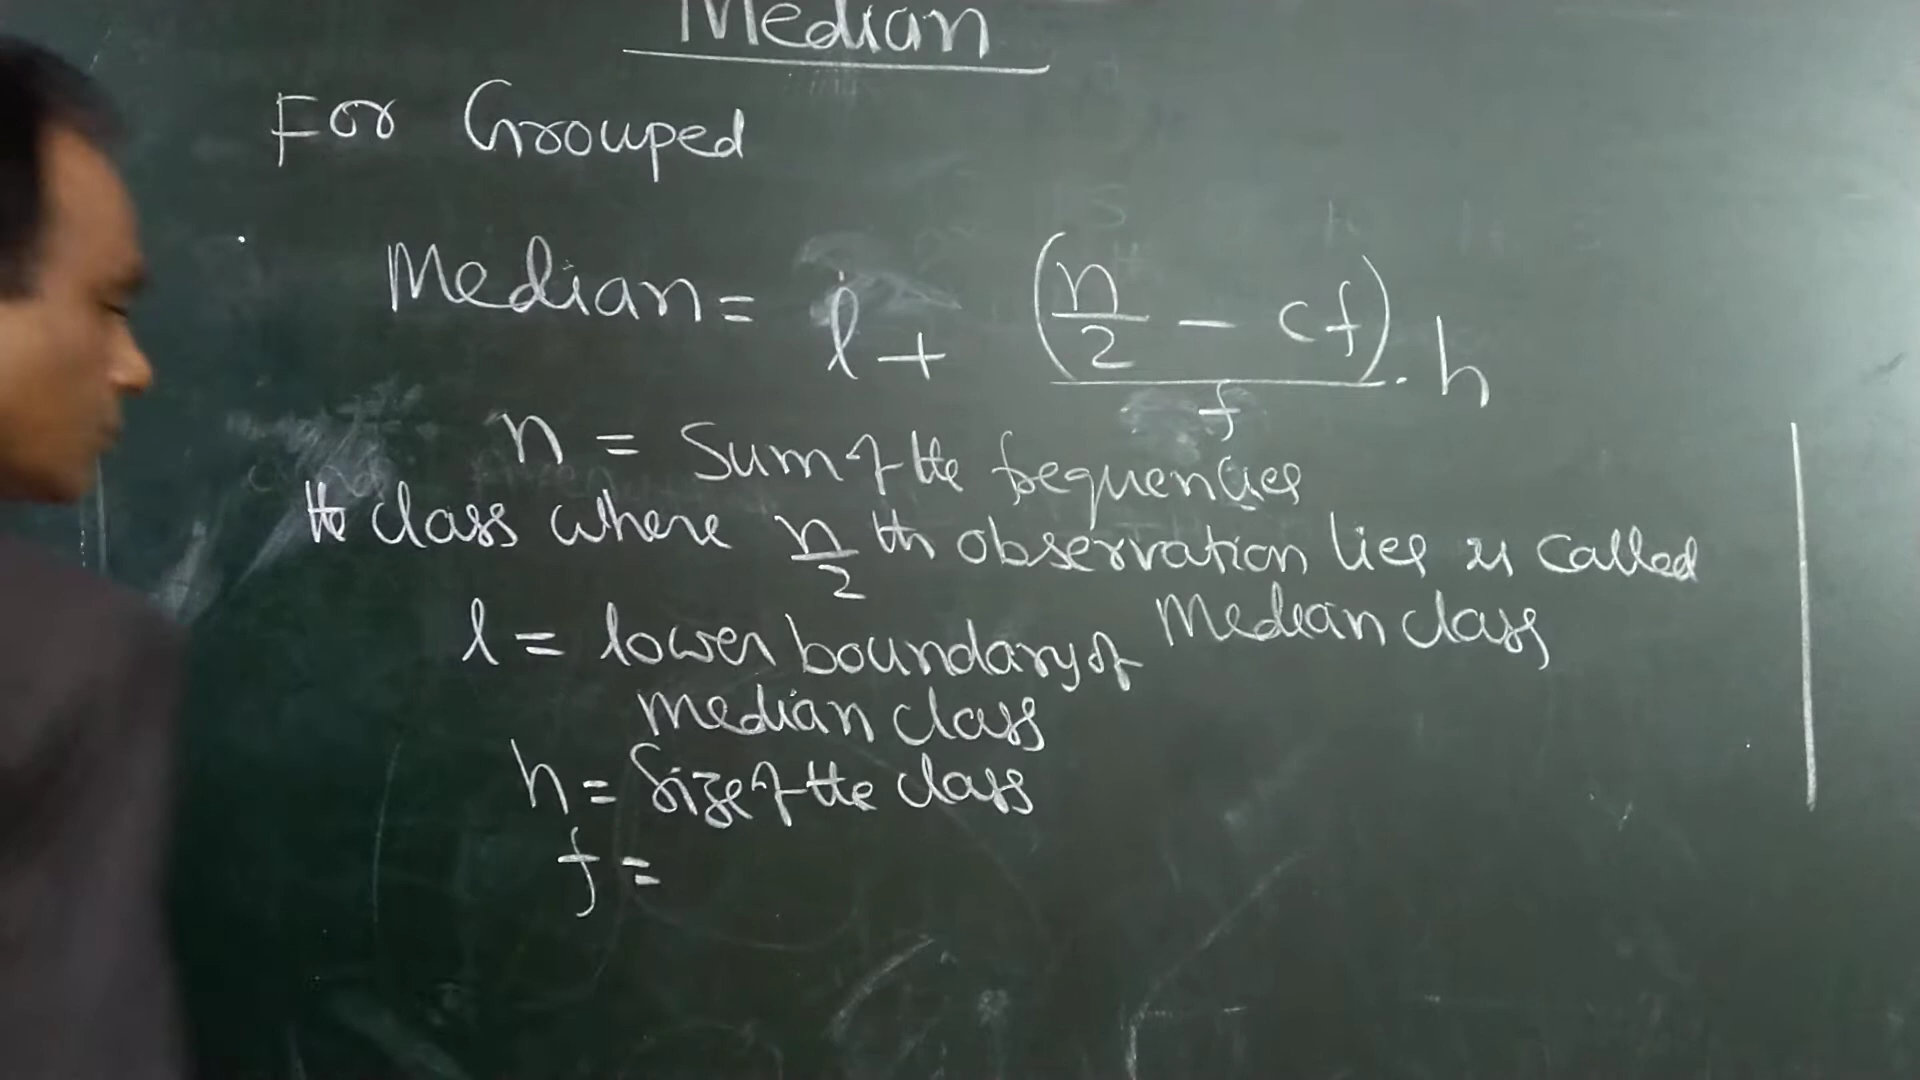 Median
For Grouped
Median = l + (n/2 - cf)/f . h
n = Sum of the fequencies
the class where n/2 th observation lies is called
Median class
l = lower boundary of
median class
h = Size of the class
f =